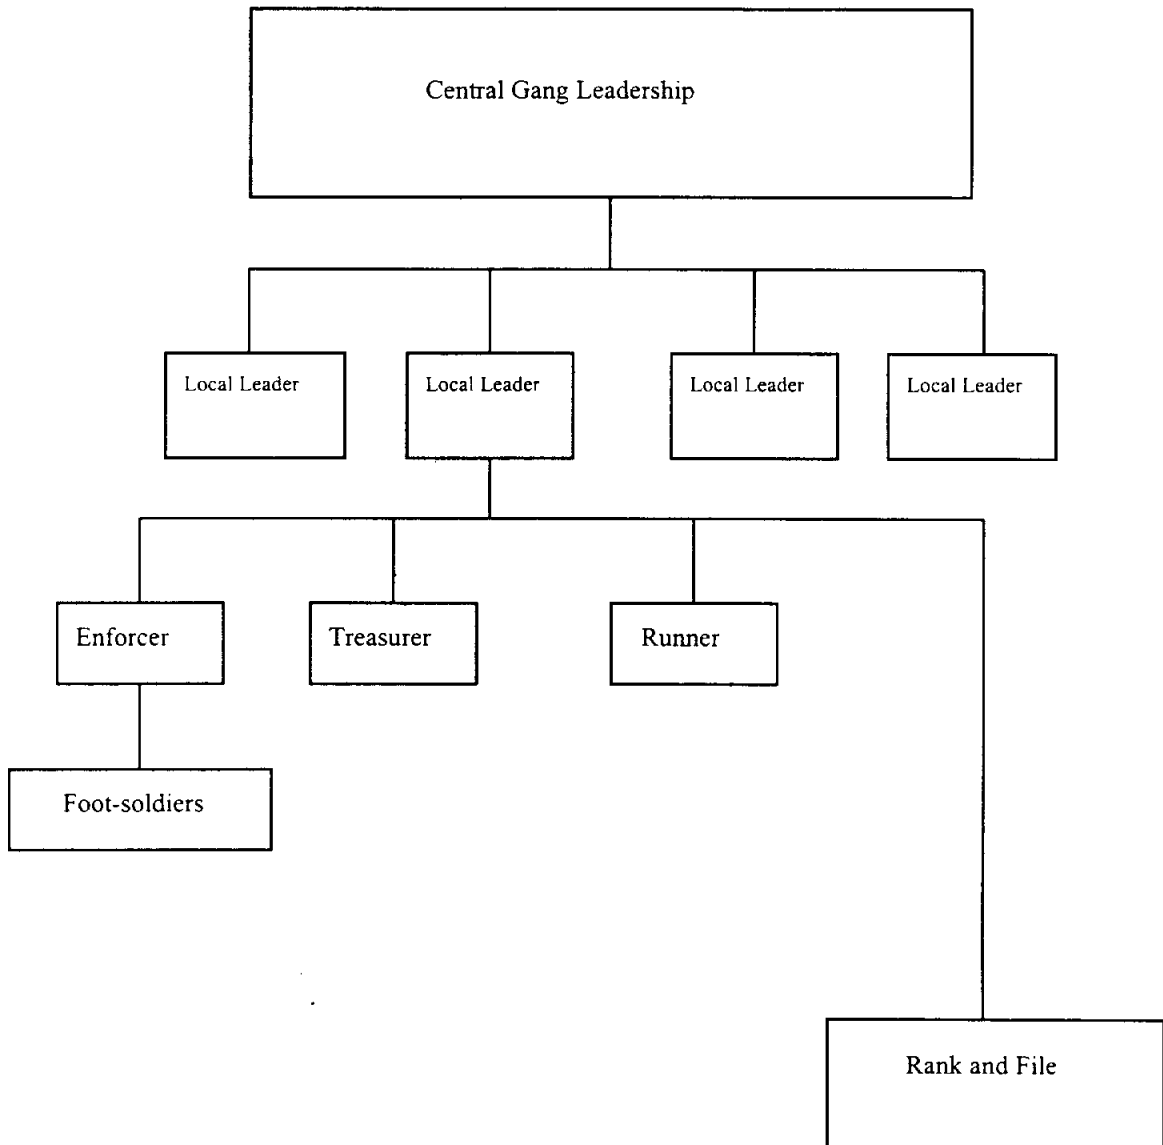 Central Gang Leadership
Local Leader
Local Leader
Local Leader
Local Leader
Enforcer
Treasurer
Runner
Foot-soldiers
Rank and File